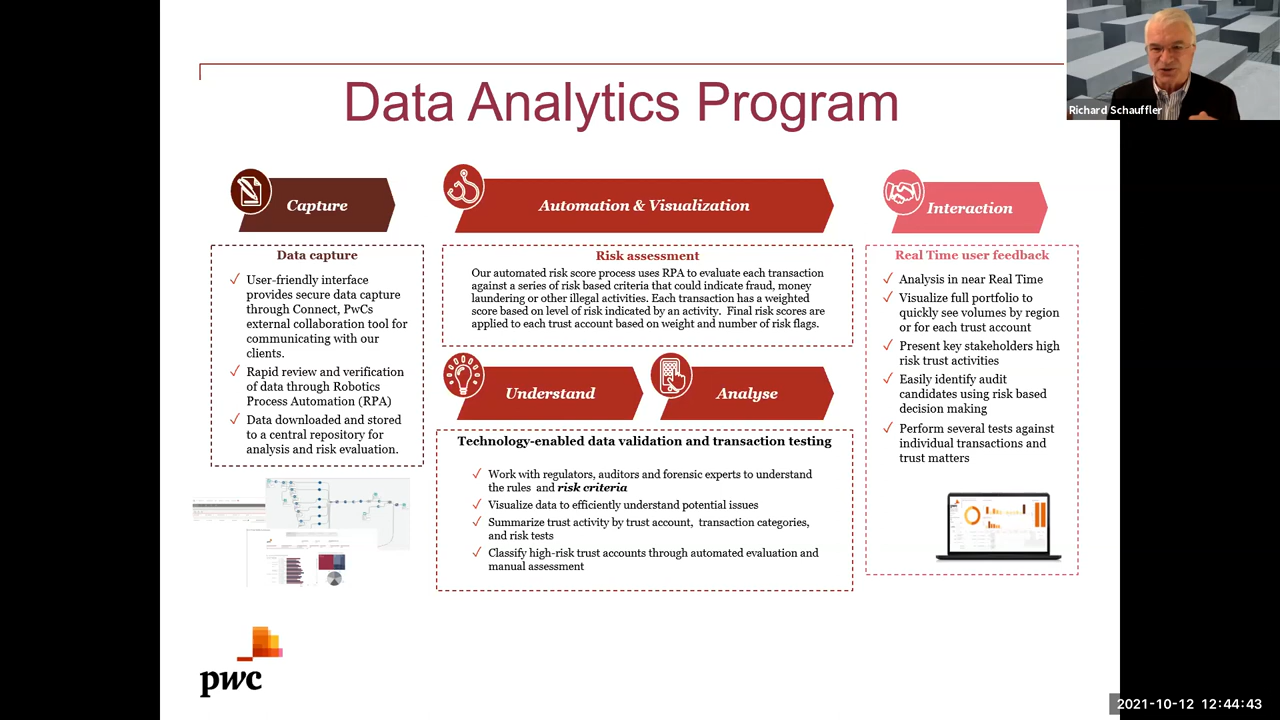 Data Analytics Program
Richard Schauffler
Capture
Data capture
User-friendly interface
provides secure data capture
through Connect, PwCs
external collaboration tool for
communicating with our
clients.
Rapid review and verification
of data through Robotics
Process Automation (RPA)
Data downloaded and stored
to a central repository for
analysis and risk evaluation.
Automation & Visualization
Risk assessment
Our automated risk score process uses RPA to evaluate each transaction
against a series of risk based criteria that could indicate fraud, money
laundering or other illegal activities. Each transaction has a weighted
score based on level of risk indicated by an activity. Final risk scores are
applied to each trust account based on weight and number of risk flags.
Understand
Analyse
Technology-enabled data validation and transaction testing
Work with regulators, auditors and forensic experts to understand
the rules and risk criteria
Visualize data to efficiently understand potential issues
Summarize trust activity by trust account, transaction categories,
and risk tests
Classify high-risk trust accounts through automated evaluation and
manual assessment
Interaction
Real Time user feedback
Analysis in near Real Time
Visualize full portfolio to
quickly see volumes by region
or for each trust account
Present key stakeholders high
risk trust activities
Easily identify audit
candidates using risk based
decision making
Perform several tests against
individual transactions and
trust matters
pwc
2021-10-12 12:44:43